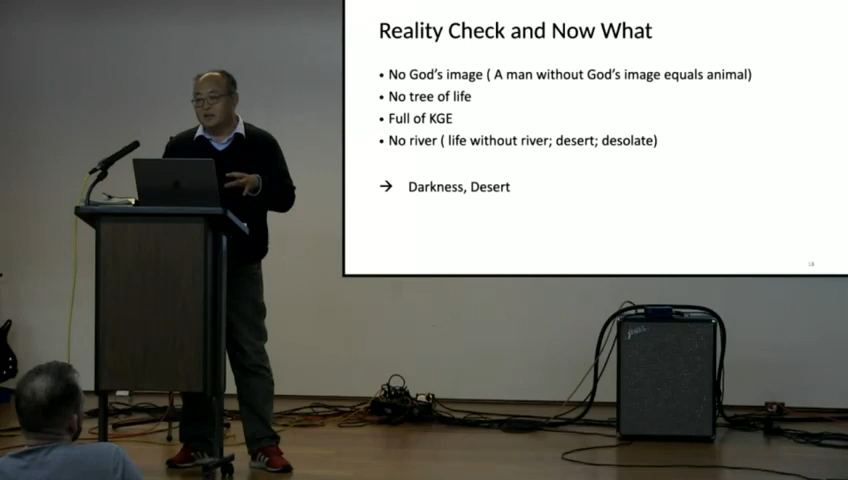 Reality Check and Now What
• No God's image ( A man without God's image equals animal)
• No tree of life
• Full of KGE
• No river ( life without river; desert; desolate)
→ Darkness, Desert
18